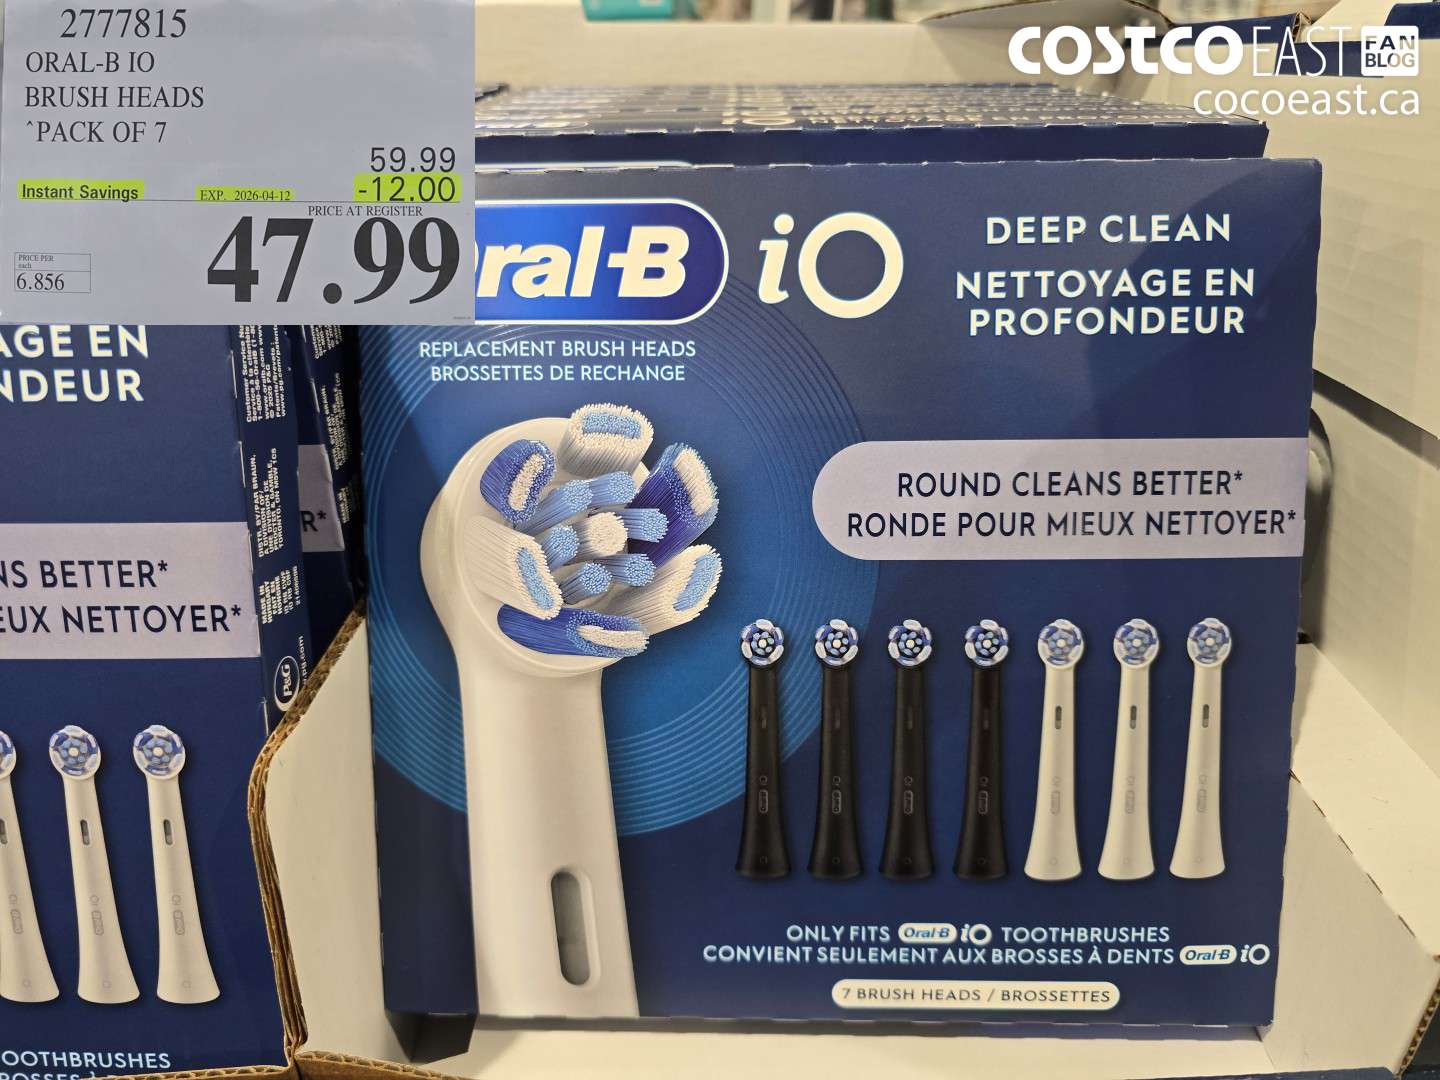 2777815
ORAL-B IO
BRUSH HEADS
^PACK OF 7
59.99
Instant Savings EXP. 2026-04-12 -12.00
PRICE AT REGISTER
47.99
PRICE PER
each
6.856
COSTCO EAST FAN BLOG
cocoeast.ca
Oral-B iO
DEEP CLEAN
NETTOYAGE EN
PROFONDEUR
REPLACEMENT BRUSH HEADS
BROSSETTES DE RECHANGE
ROUND CLEANS BETTER*
RONDE POUR MIEUX NETTOYER*
ONLY FITS Oral-B iO TOOTHBRUSHES
CONVIENT SEULEMENT AUX BROSSES À DENTS Oral-B iO
7 BRUSH HEADS / BROSSETTES
AGE EN
NDEUR
NS BETTER*
EUX NETTOYER*
R*
P&G
OOTHBRUSHES